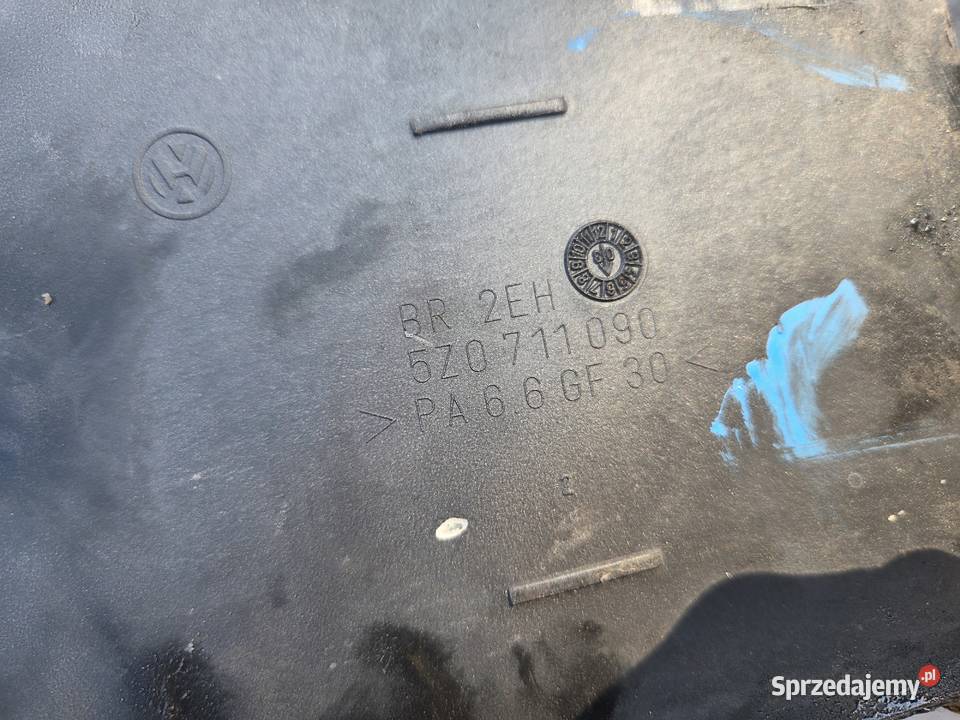 BR 2EH
5Z0 711 090
>PA 6.6 GF 30<
Sprzedajemy.pl